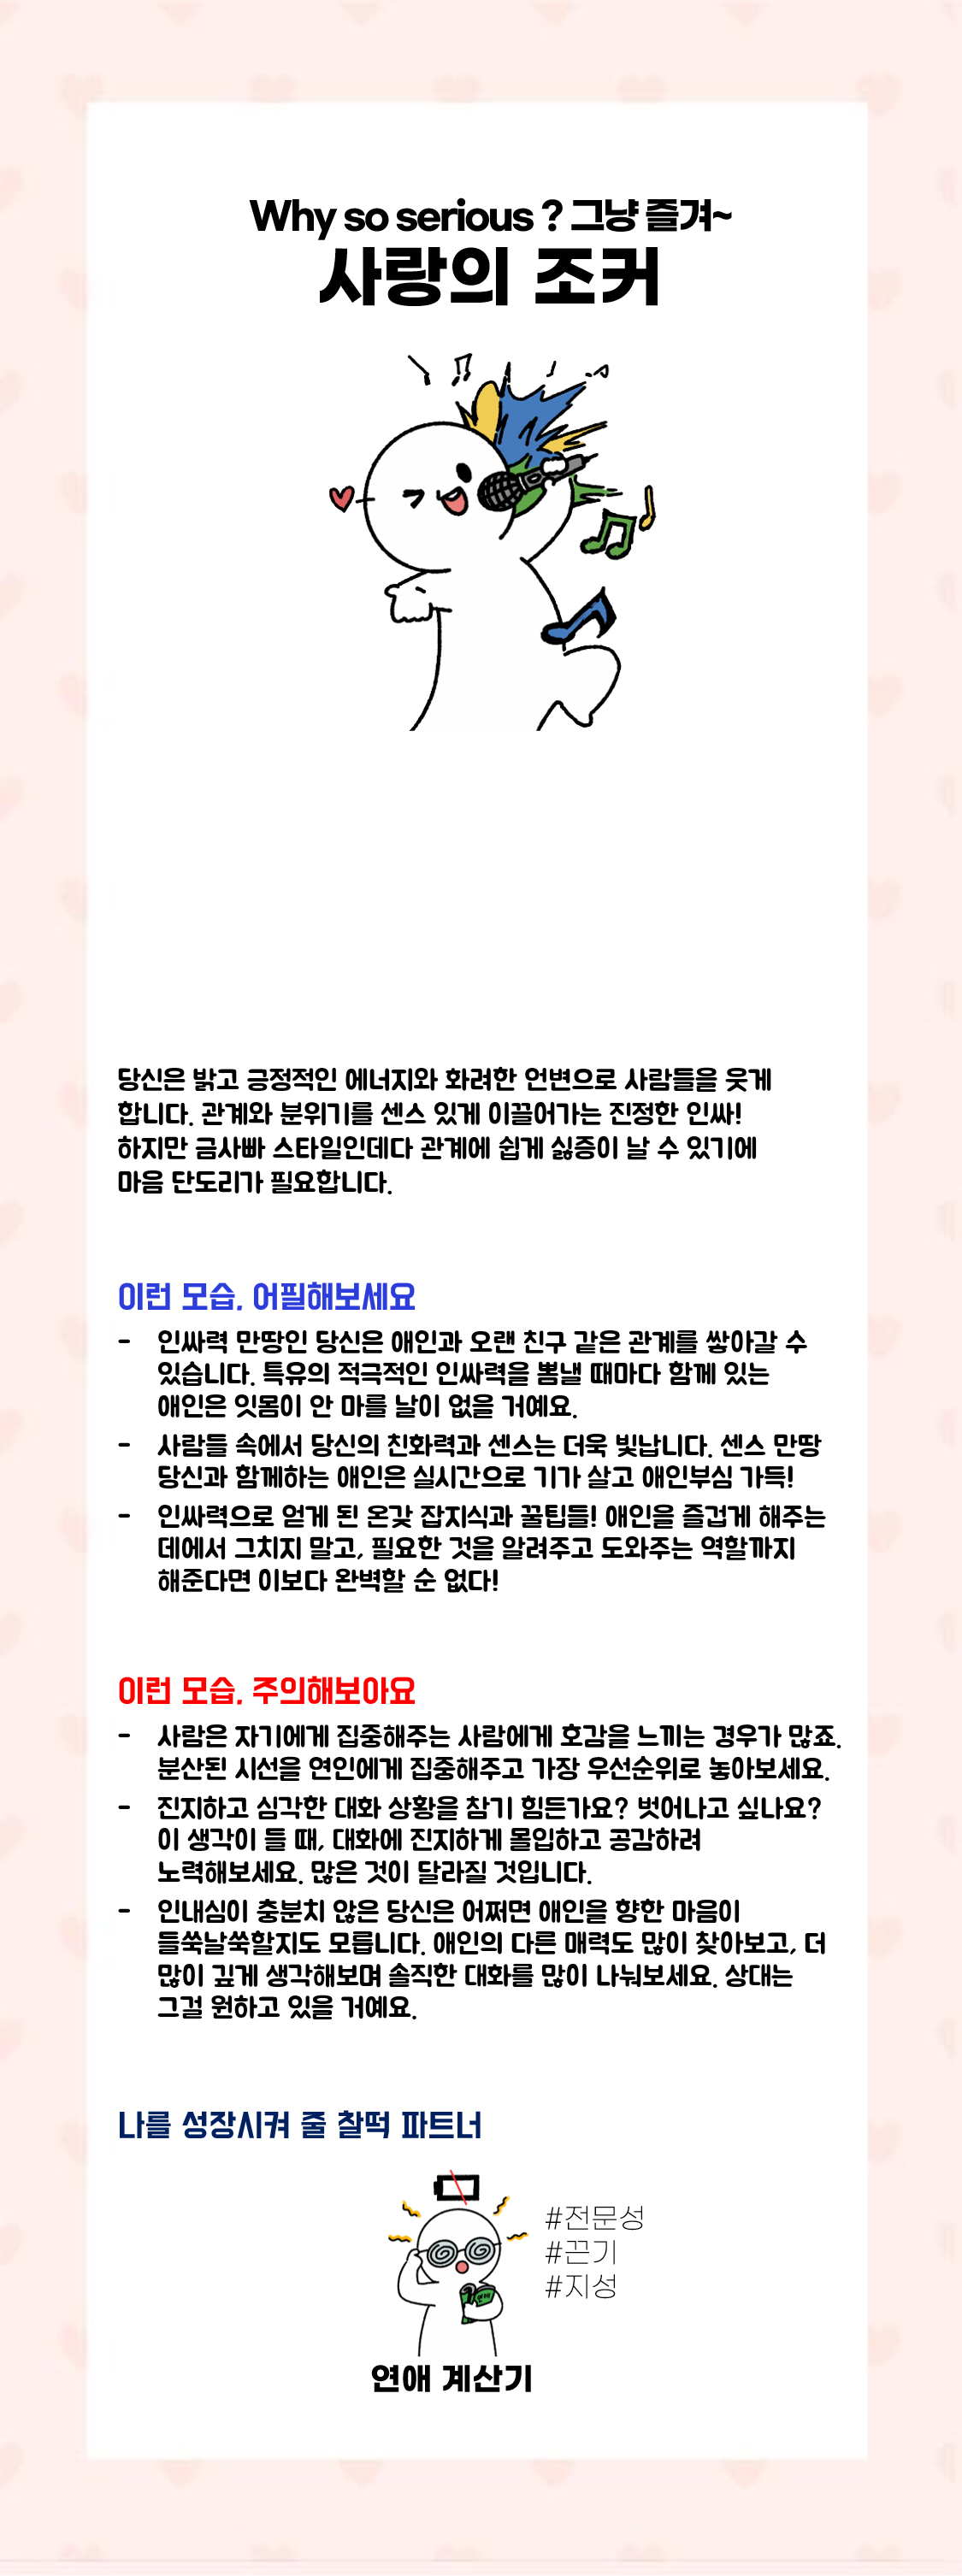 Why so serious ? 그냥 즐겨~
사랑의 조커
당신은 밝고 긍정적인 에너지와 화려한 언변으로 사람들을 웃게
합니다. 관계와 분위기를 센스 있게 이끌어가는 진정한 인싸!
하지만 금사빠 스타일인데다 관계에 쉽게 싫증이 날 수 있기에
마음 단도리가 필요합니다.
이런 모습, 어필해보세요
- 인싸력 만땅인 당신은 애인과 오랜 친구 같은 관계를 쌓아갈 수
있습니다. 특유의 적극적인 인싸력을 뽐낼 때마다 함께 있는
애인은 잇몸이 안 마를 날이 없을 거예요.
- 사람들 속에서 당신의 친화력과 센스는 더욱 빛납니다. 센스 만땅
당신과 함께하는 애인은 실시간으로 기가 살고 애인부심 가득!
- 인싸력으로 얻게 된 온갖 잡지식과 꿀팁들! 애인을 즐겁게 해주는
데에서 그치지 말고, 필요한 것을 알려주고 도와주는 역할까지
해준다면 이보다 완벽할 순 없다!
이런 모습, 주의해보아요
- 사람은 자기에게 집중해주는 사람에게 호감을 느끼는 경우가 많죠.
분산된 시선을 연인에게 집중해주고 가장 우선순위로 놓아보세요.
- 진지하고 심각한 대화 상황을 참기 힘든가요? 벗어나고 싶나요?
이 생각이 들 때, 대화에 진지하게 몰입하고 공감하려
노력해보세요. 많은 것이 달라질 것입니다.
- 인내심이 충분치 않은 당신은 어쩌면 애인을 향한 마음이
들쑥날쑥할지도 모릅니다. 애인의 다른 매력도 많이 찾아보고, 더
많이 깊게 생각해보며 솔직한 대화를 많이 나눠보세요. 상대는
그걸 원하고 있을 거예요.
나를 성장시켜 줄 찰떡 파트너
#전문성
#끈기
#지성
연애 계산기